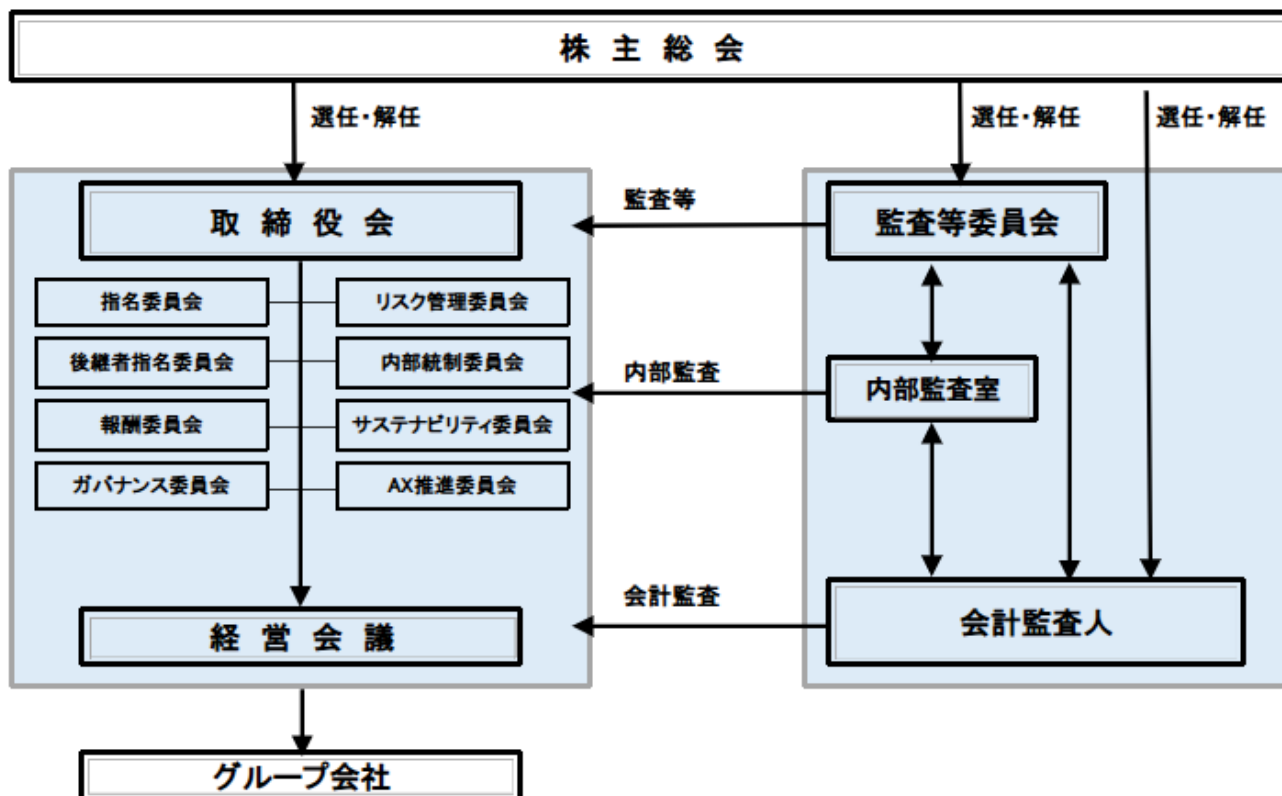 株主総会
選任・解任
選任・解任
選任・解任
取締役会
監査等
監査等委員会
指名委員会
リスク管理委員会
後継者指名委員会
内部統制委員会
内部監査
内部監査室
報酬委員会
サステナビリティ委員会
ガバナンス委員会
AX推進委員会
会計監査
会計監査人
経営会議
グループ会社